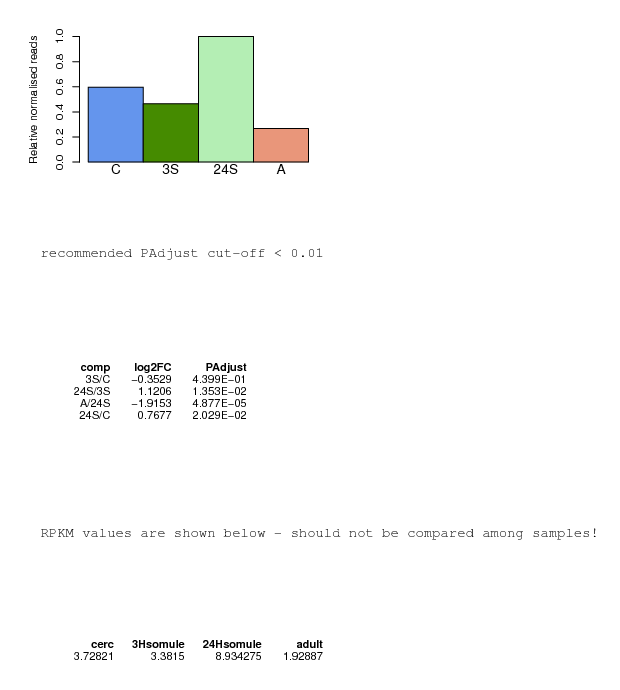 Relative normalised reads
1.0
0.8
0.6
0.4
0.2
0.0
C 3S 24S A
recommended PAdjust cut-off < 0.01
comp log2FC PAdjust
3S/C −0.3529 4.399E−01
24S/3S 1.1206 1.353E−02
A/24S −1.9153 4.877E−05
24S/C 0.7677 2.029E−02
RPKM values are shown below - should not be compared among samples!
cerc 3Hsomule 24Hsomule adult
3.72821 3.3815 8.934275 1.92887